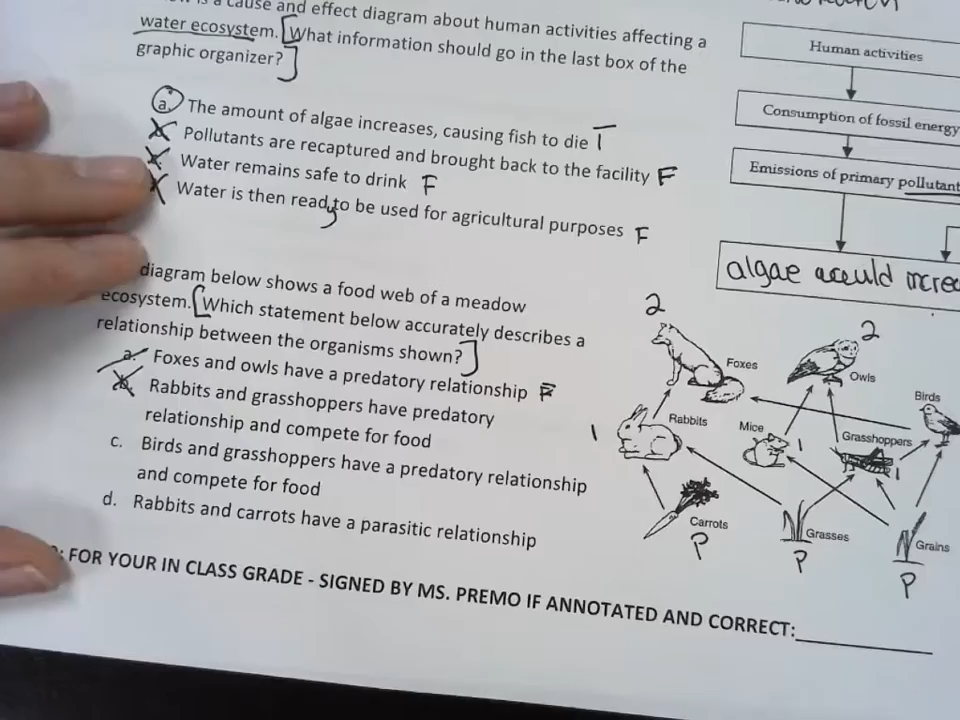 a cause and effect diagram about human activities affecting a
water ecosystem. [What information should go in the last box of the
graphic organizer?]
a. The amount of algae increases, causing fish to die T
Pollutants are recaptured and brought back to the facility F
Water remains safe to drink F
Water is then ready to be used for agricultural purposes F
Human activities
Consumption of fossil energy
Emissions of primary pollutant
algae
diagram below shows a food web of a meadow
ecosystem. [Which statement below accurately describes a
relationship between the organisms shown?]
a. Foxes and owls have a predatory relationship F
Rabbits and grasshoppers have predatory
relationship and compete for food
c. Birds and grasshoppers have a predatory relationship
and compete for food
d. Rabbits and carrots have a parasitic relationship
2
2
Foxes
Owls
Birds
1
Rabbits
Mice
1
Grasshoppers
1
Carrots
Grasses
Grains
P
P
P
: FOR YOUR IN CLASS GRADE - SIGNED BY MS. PREMO IF ANNOTATED AND CORRECT: